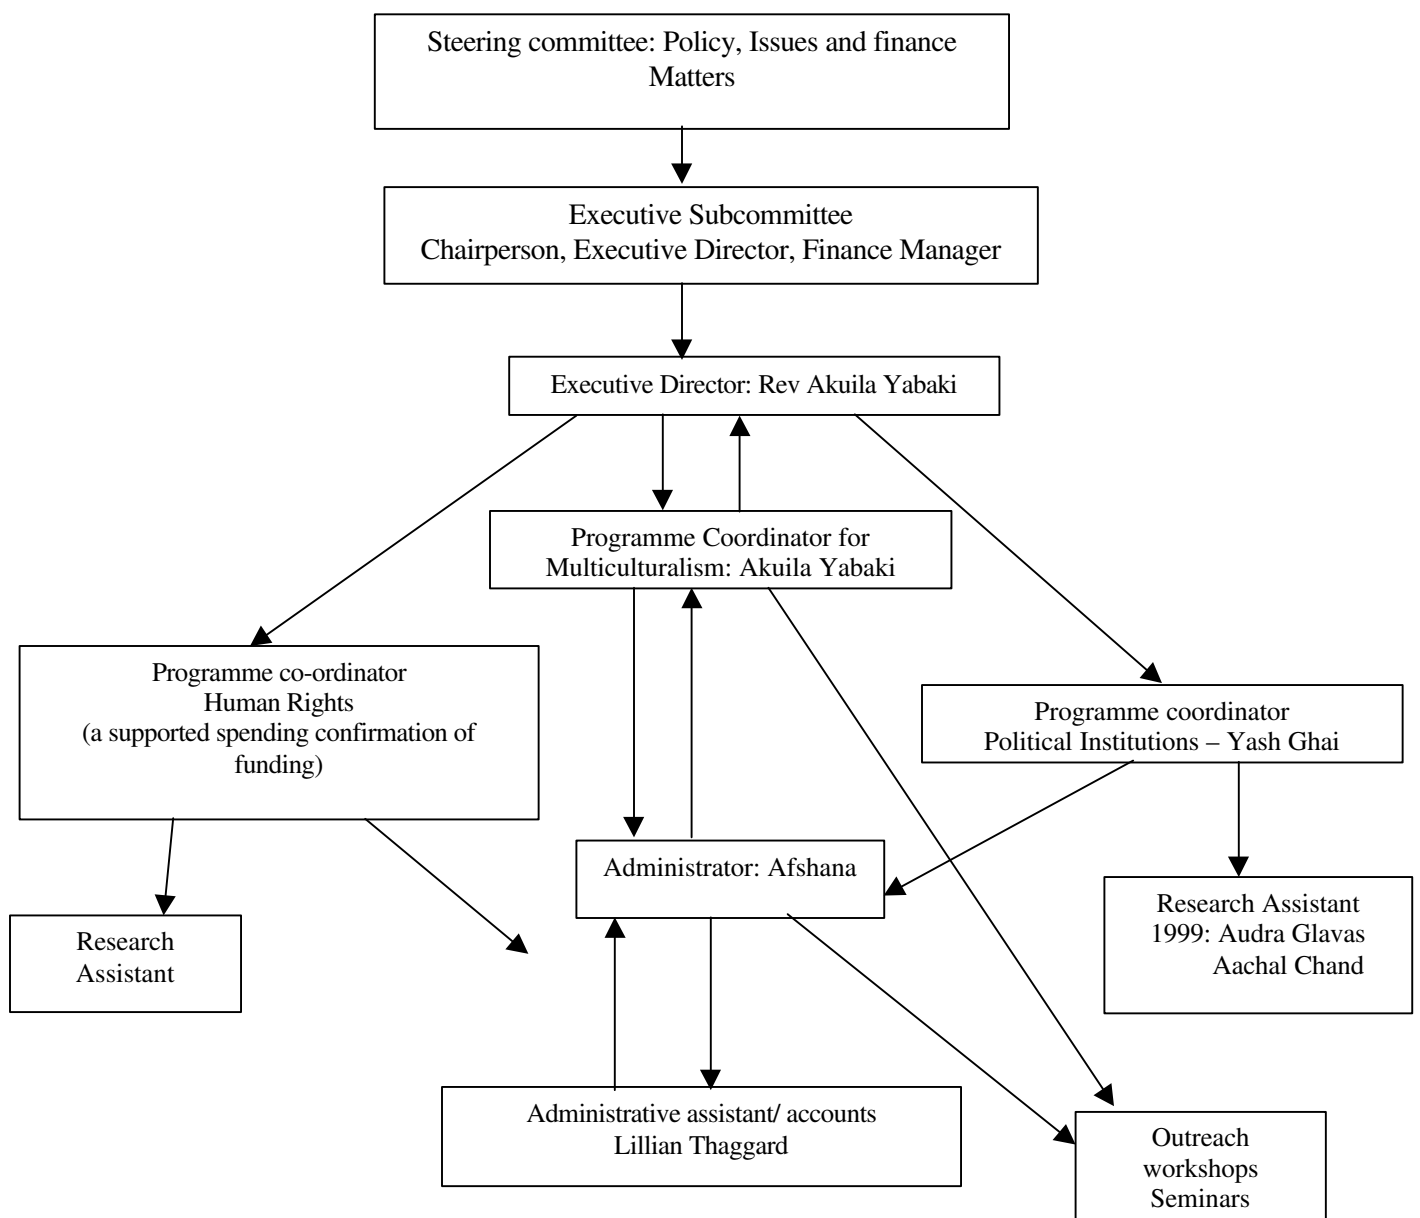 Steering committee: Policy, Issues and finance
Matters
Executive Subcommittee
Chairperson, Executive Director, Finance Manager
Executive Director: Rev Akuila Yabaki
Programme Coordinator for
Multiculturalism: Akuila Yabaki
Programme co-ordinator
Human Rights
(a supported spending confirmation of
funding)
Programme coordinator
Political Institutions – Yash Ghai
Administrator: Afshana
Research Assistant
1999: Audra Glavas
Aachal Chand
Research
Assistant
Administrative assistant/ accounts
Lillian Thaggard
Outreach
workshops
Seminars